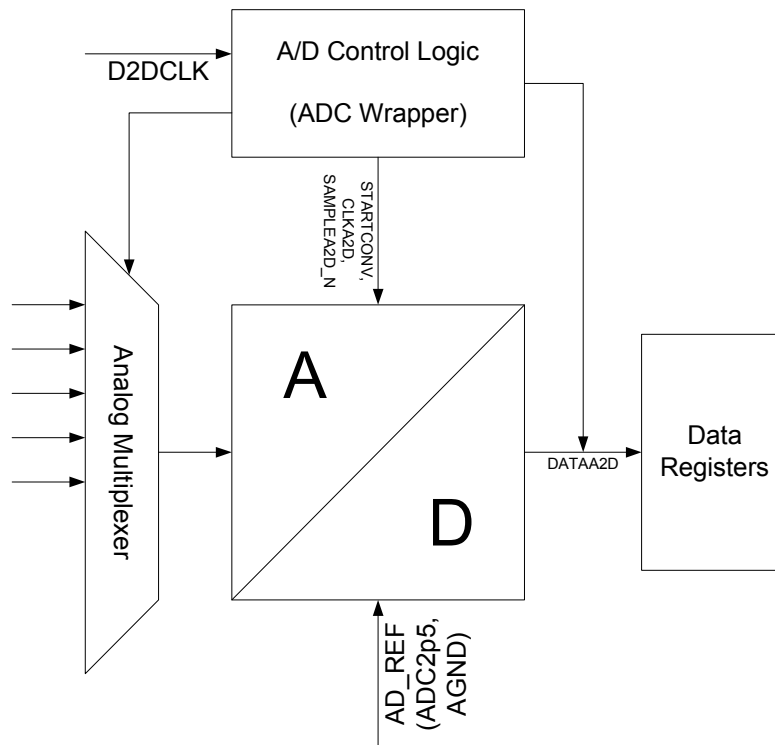 A/D Control Logic
(ADC Wrapper)
D2DCLK
STARTCONV,
CLKA2D,
SAMPLEA2D_N
Analog Multiplexer
A
D
DATAA2D
Data
Registers
AD_REF
(ADC2p5,
AGND)